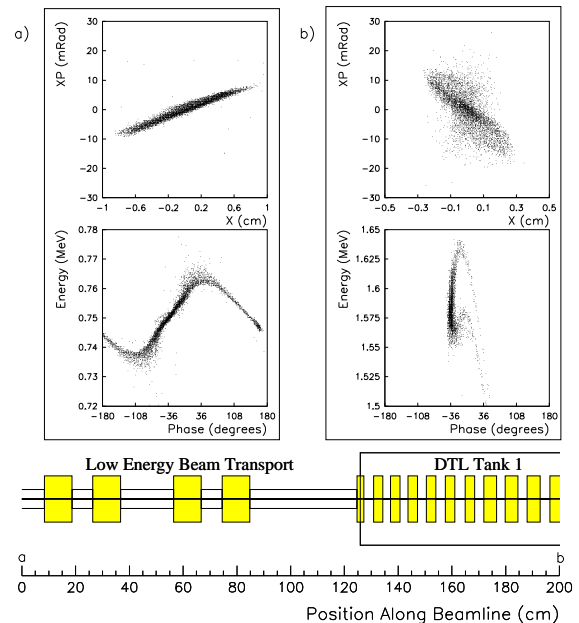 a)
XP (mRad)
30
20
10
0
-10
-20
-30
-1 -0.6 -0.2 0.2 0.6 1
X (cm)
Energy (MeV)
0.78
0.77
0.76
0.75
0.74
0.73
0.72
-180 -108 -36 36 108 180
Phase (degrees)
b)
XP (mRad)
30
20
10
0
-10
-20
-30
-0.5 -0.3 -0.1 0.1 0.3 0.5
X (cm)
Energy (MeV)
1.65
1.625
1.6
1.575
1.55
1.525
1.5
-180 -108 -36 36 108 180
Phase (degrees)
Low Energy Beam Transport
DTL Tank 1
a b
0 20 40 60 80 100 120 140 160 180 200
Position Along Beamline (cm)